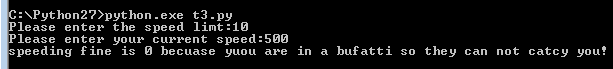 C:\Python27>python.exe t3.py
Please enter the speed limt:10
Please enter your current speed:500
speeding fine is 0 becuase yuou are in a bufatti so they can not catcy you!